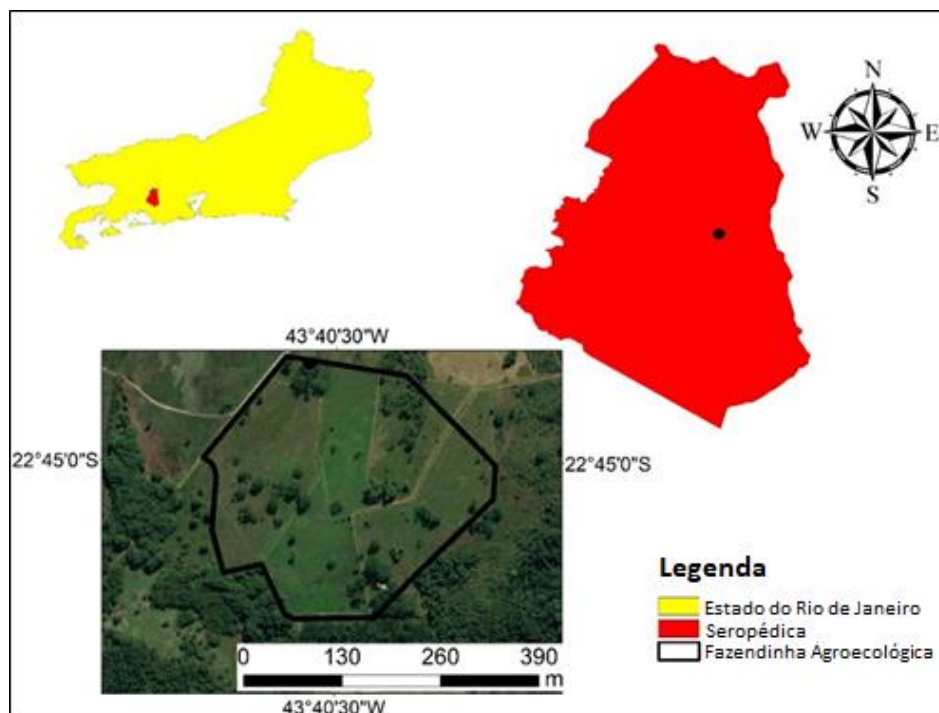 N
W E
S
43°40'30"W
22°45'0"S
22°45'0"S
Legenda
Estado do Rio de Janeiro
Seropédica
Fazendinha Agroecológica
0 130 260 390
m
43°40'30"W